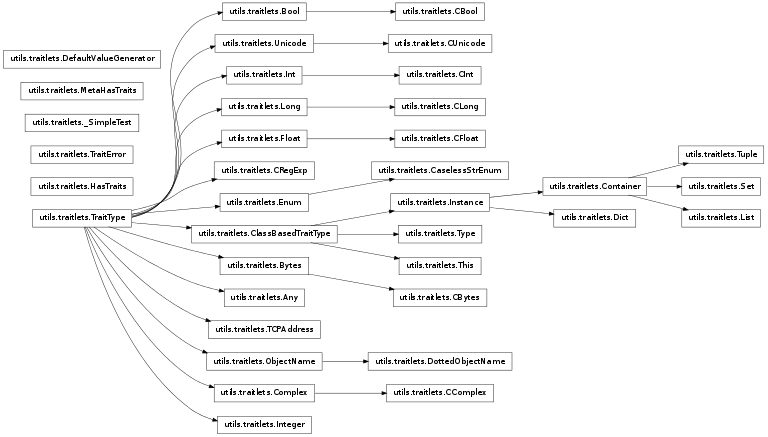 utils.traitlets.Bool
utils.traitlets.CBool
utils.traitlets.Unicode
utils.traitlets.CUnicode
utils.traitlets.DefaultValueGenerator
utils.traitlets.Int
utils.traitlets.CInt
utils.traitlets.MetaHasTraits
utils.traitlets.Long
utils.traitlets.CLong
utils.traitlets._SimpleTest
utils.traitlets.Float
utils.traitlets.CFloat
utils.traitlets.TraitError
utils.traitlets.Tuple
utils.traitlets.CRegExp
utils.traitlets.CaselessStrEnum
utils.traitlets.HasTraits
utils.traitlets.Container
utils.traitlets.Set
utils.traitlets.Enum
utils.traitlets.Instance
utils.traitlets.TraitType
utils.traitlets.Dict
utils.traitlets.List
utils.traitlets.ClassBasedTraitType
utils.traitlets.Type
utils.traitlets.Bytes
utils.traitlets.This
utils.traitlets.Any
utils.traitlets.CBytes
utils.traitlets.TCPAddress
utils.traitlets.ObjectName
utils.traitlets.DottedObjectName
utils.traitlets.Complex
utils.traitlets.CComplex
utils.traitlets.Integer